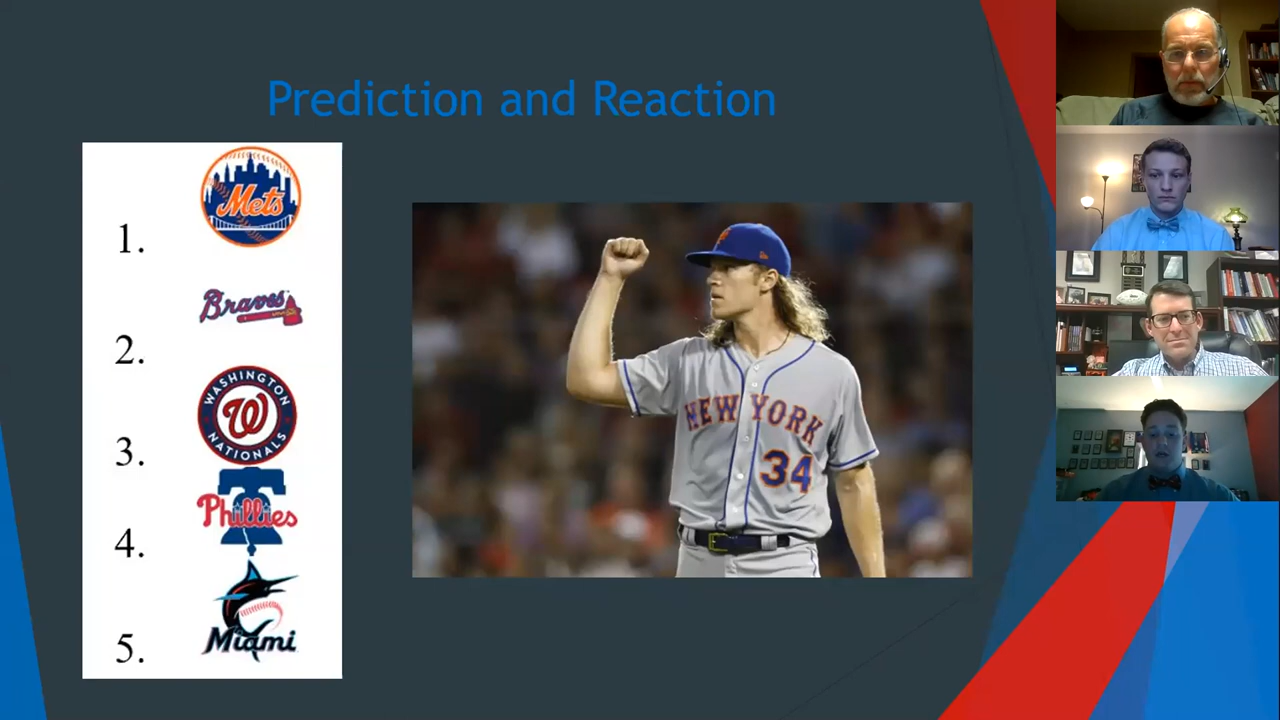 Prediction and Reaction
1.
Mets
2.
Braves
3.
WASHINGTON
W
NATIONALS
4.
Phillies
5.
Miami
NEW YORK
34